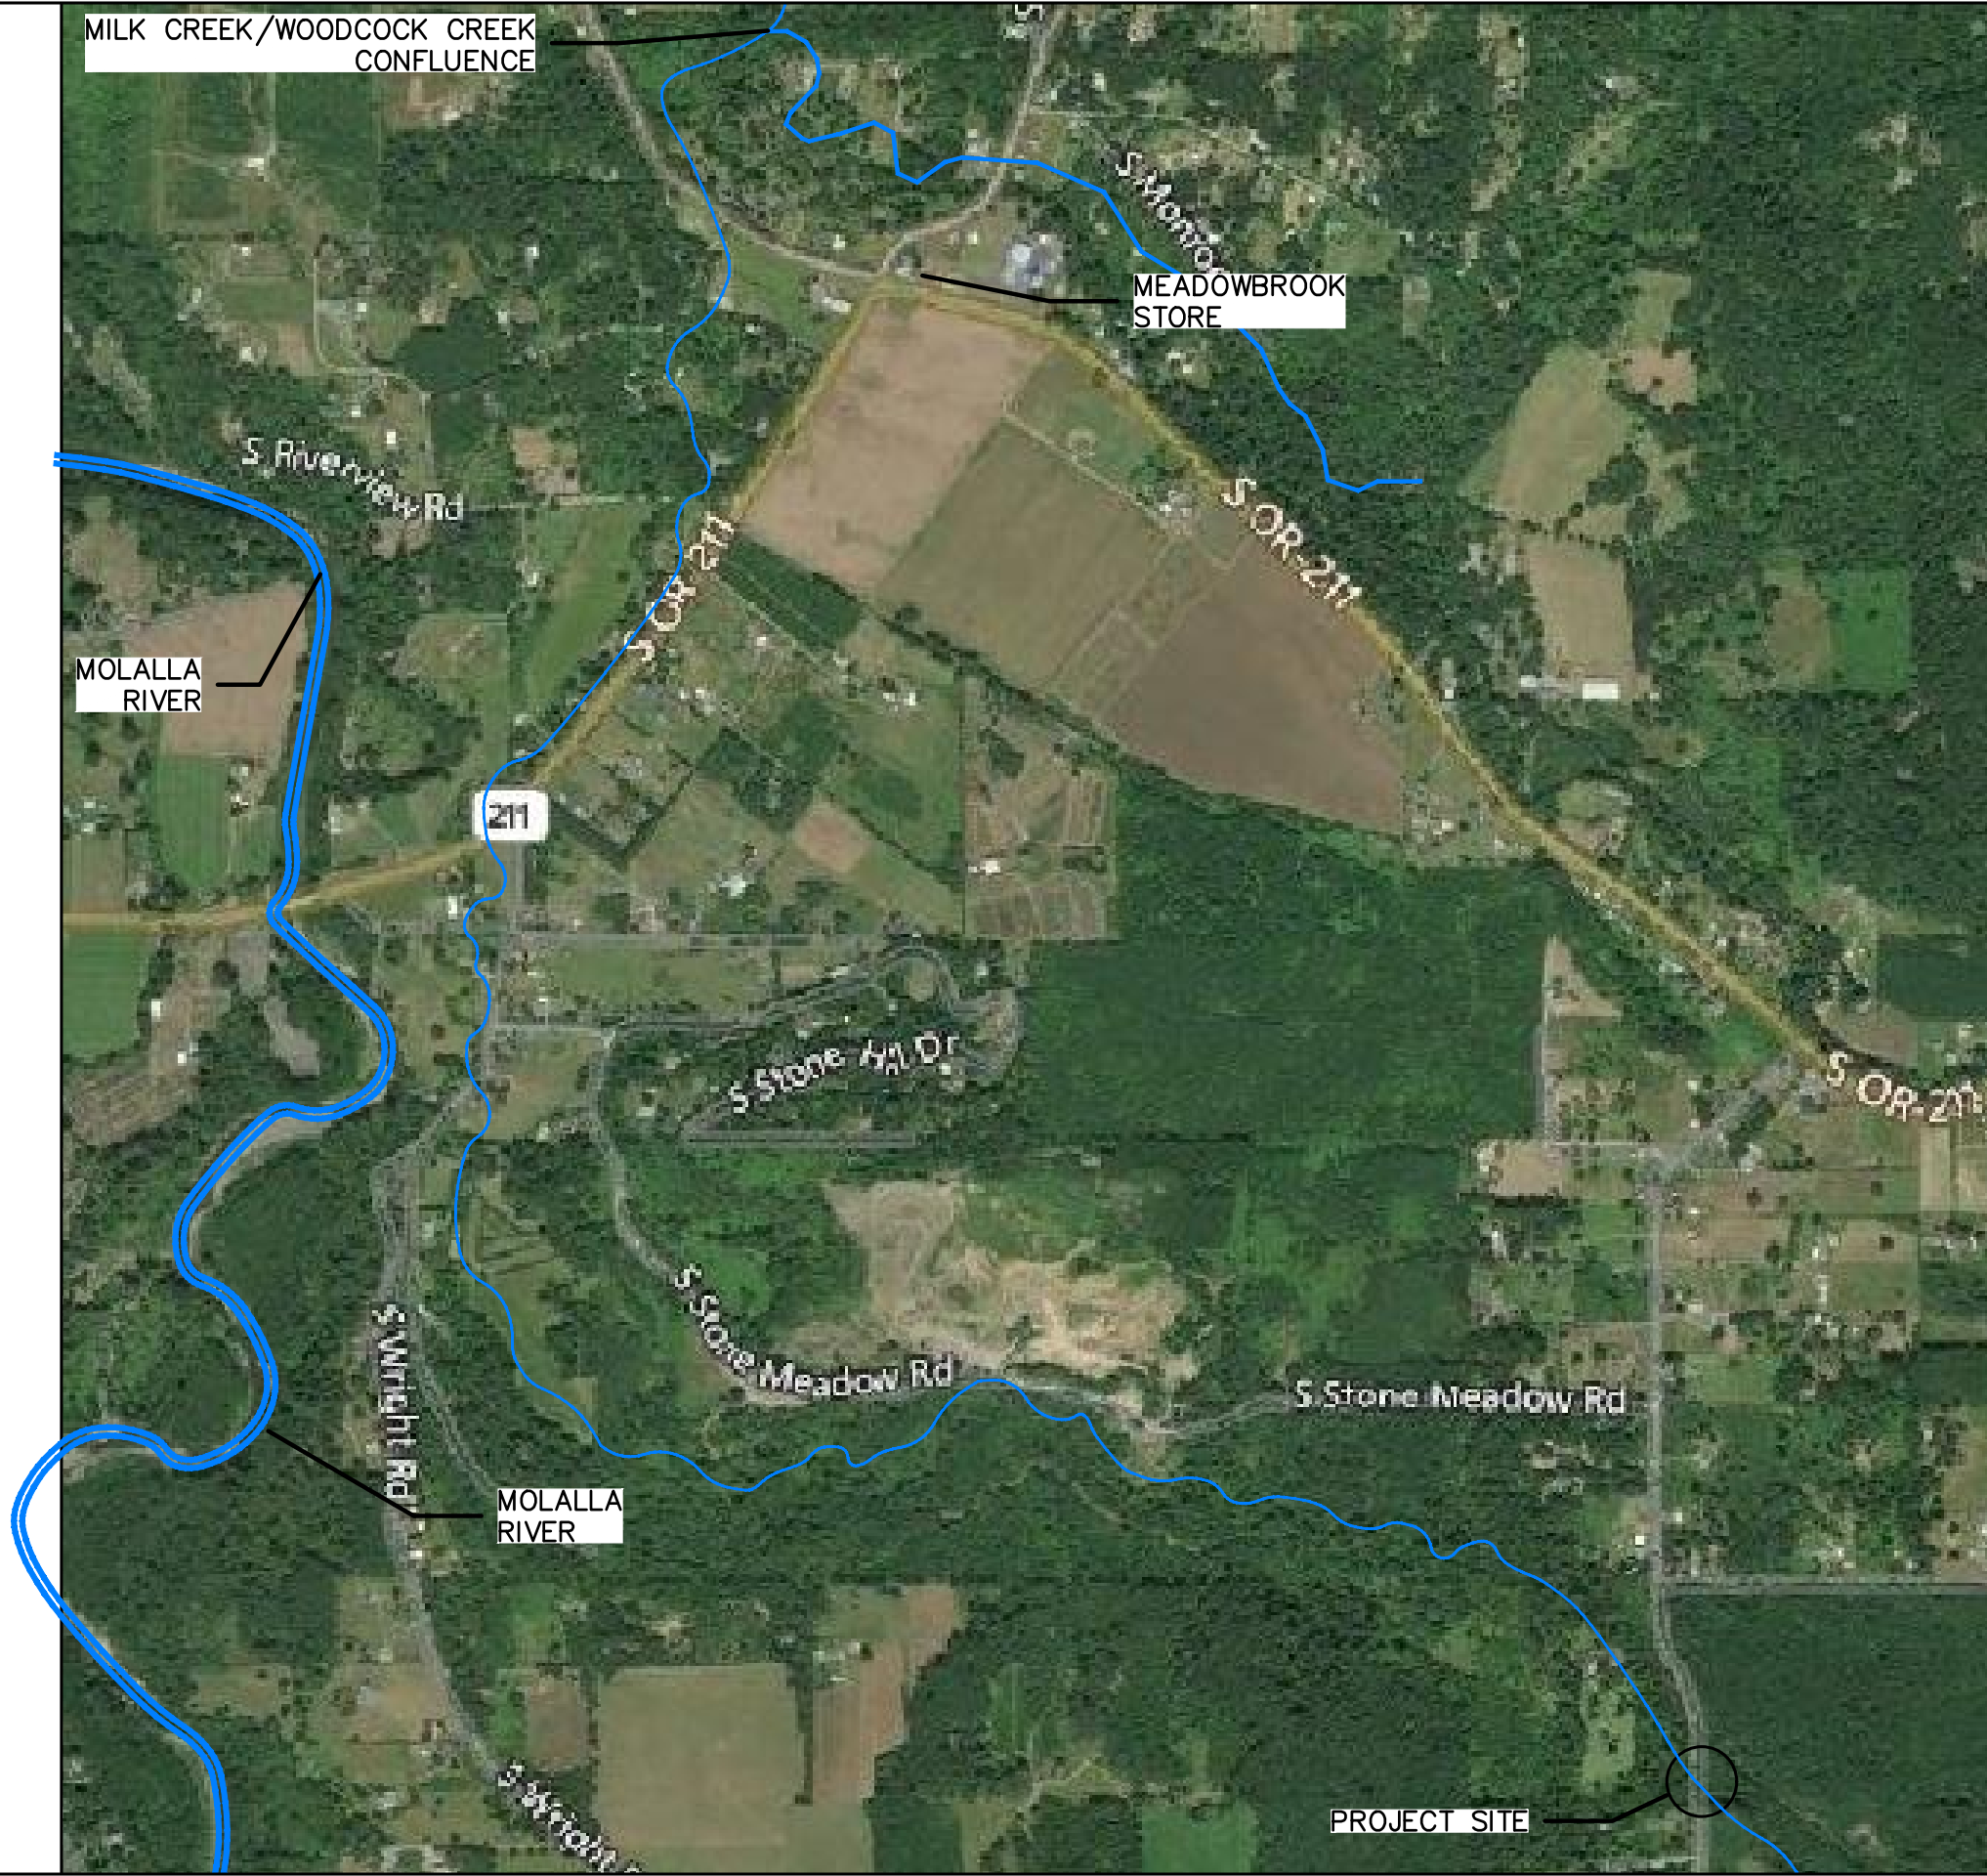 MILK CREEK/WOODCOCK CREEK
CONFLUENCE
MEADOWBROOK
STORE
S Riverview Rd
S OR-211
S OR-211
MOLALLA
RIVER
211
S Stone Dr
S OR-211
S Stone Meadow Rd
S Stone Meadow Rd
S Wright Rd
MOLALLA
RIVER
S Wright
PROJECT SITE